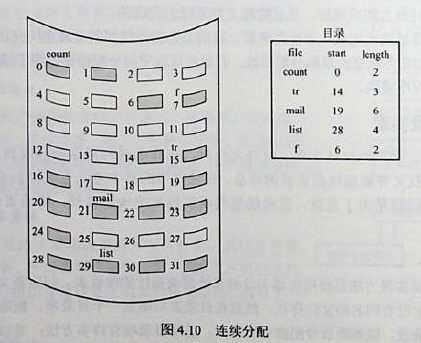 目录
count
file start length
0 1 2 3
count 0 2
f
tr 14 3
4 5 6 7
mail 19 6
8 9 10 11
list 28 4
tr
f 6 2
12 13 14 15
16 17 18 19
mail
20 21 22 23
24 25 26 27
list
28 29 30 31
图 4.10 连续分配